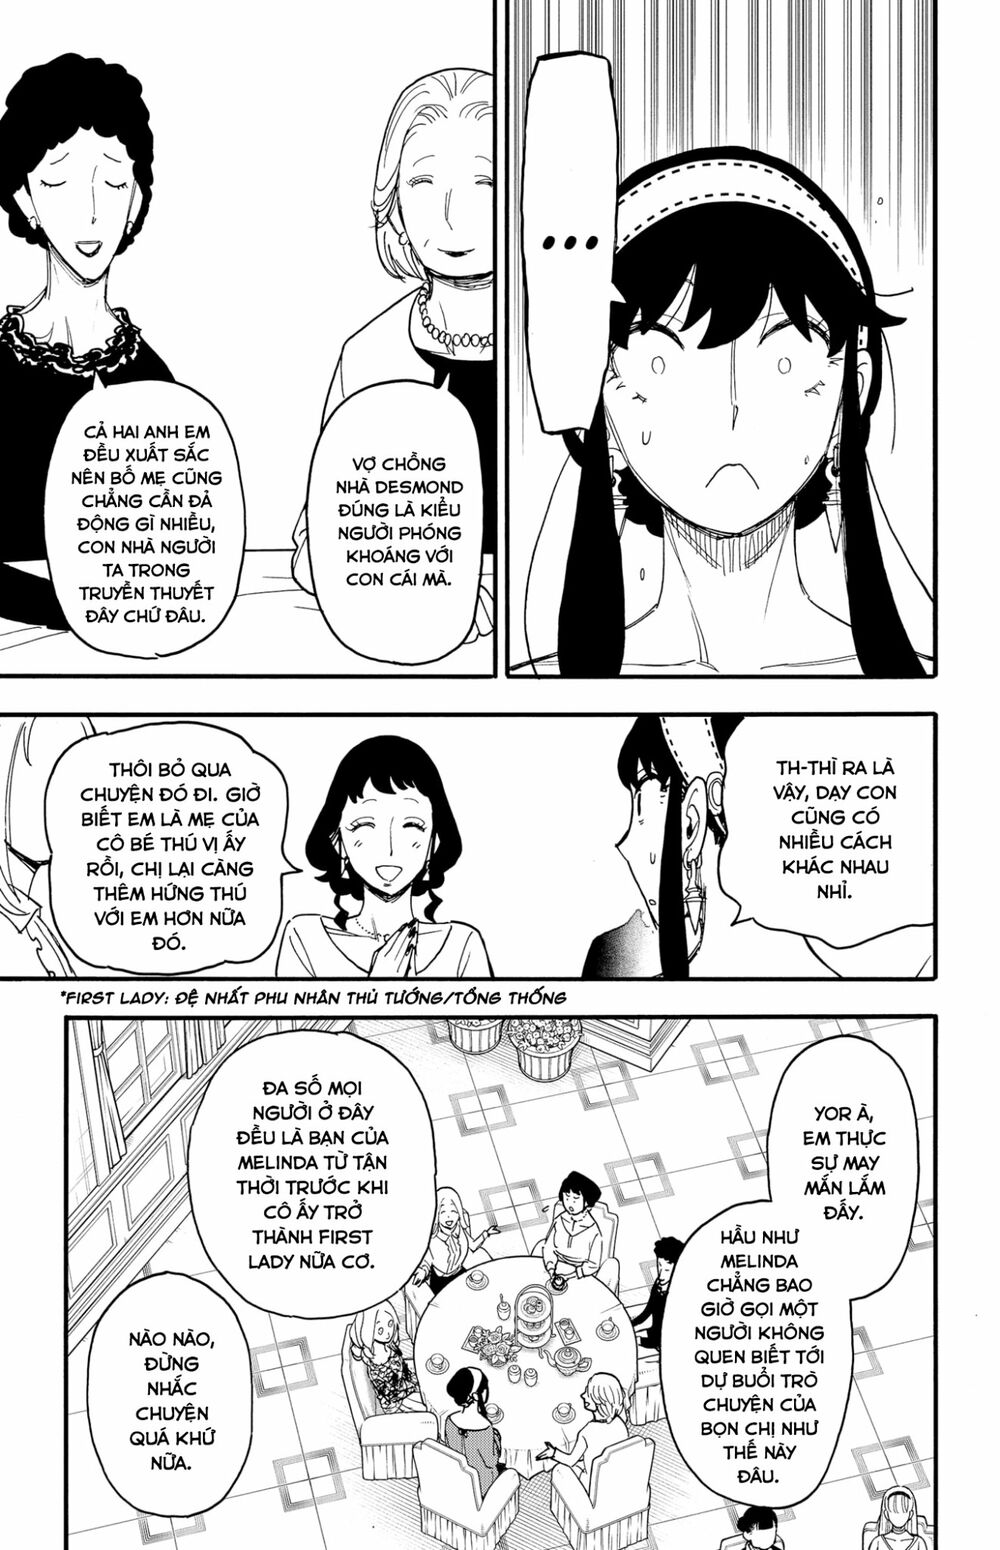 ...
VỢ CHỒNG
NHÀ DESMOND
ĐÚNG LÀ KIỂU
NGƯỜI PHÓNG
KHOÁNG VỚI
CON CÁI MÀ.
CẢ HAI ANH EM
ĐỀU XUẤT SẮC
NÊN BỐ MẸ CŨNG
CHẲNG CẦN ĐẢ
ĐỘNG GÌ NHIỀU,
CON NHÀ NGƯỜI
TA TRONG
TRUYỀN THUYẾT
ĐÂY CHỨ ĐÂU.
TH-THÌ RA LÀ
VẬY, DẠY CON
CŨNG CÓ
NHIỀU CÁCH
KHÁC NHAU
NHỈ.
THÔI BỎ QUA
CHUYỆN ĐÓ ĐI. GIỜ
BIẾT EM LÀ MẸ CỦA
CÔ BÉ THÚ VỊ ẤY
RỒI, CHỊ LẠI CÀNG
THÊM HỨNG THÚ
VỚI EM HƠN NỮA
ĐÓ.
*FIRST LADY: ĐỆ NHẤT PHU NHÂN THỦ TƯỚNG/TỔNG THỐNG
YOR À,
EM THỰC
SỰ MAY
MẮN LẮM
ĐẤY.
HẦU NHƯ
MELINDA
CHẲNG BAO
GIỜ GỌI MỘT
NGƯỜI KHÔNG
QUEN BIẾT TỚI
DỰ BUỔI TRÒ
CHUYỆN CỦA
BỌN CHỊ NHƯ
THẾ NÀY
ĐÂU.
ĐA SỐ MỌI
NGƯỜI Ở ĐÂY
ĐỀU LÀ BẠN CỦA
MELINDA TỪ TẬN
THỜI TRƯỚC KHI
CÔ ẤY TRỞ
THÀNH FIRST
LADY NỮA CƠ.
NÀO NÀO,
ĐỪNG
NHẮC
CHUYỆN
QUÁ KHỨ
NỮA.